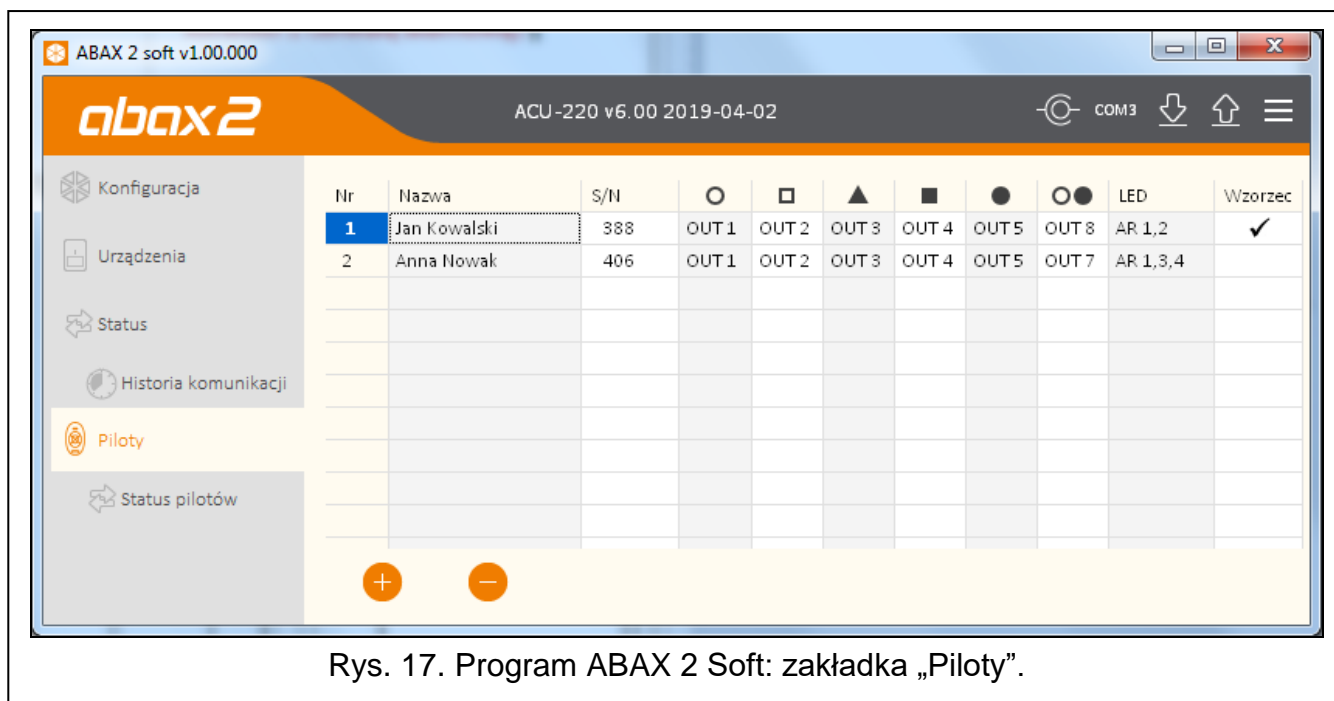 ABAX 2 soft v1.00.000
abax2
ACU-220 v6.00 2019-04-02
COM3
Konfiguracja
Urządzenia
Status
Historia komunikacji
Piloty
Status pilotów
Nr Nazwa S/N LED Wzorzec
1 Jan Kowalski 388 OUT 1 OUT 2 OUT 3 OUT 4 OUT 5 OUT 8 AR 1,2 ✓
2 Anna Nowak 406 OUT 1 OUT 2 OUT 3 OUT 4 OUT 5 OUT 7 AR 1,3,4
Rys. 17. Program ABAX 2 Soft: zakładka „Piloty”.